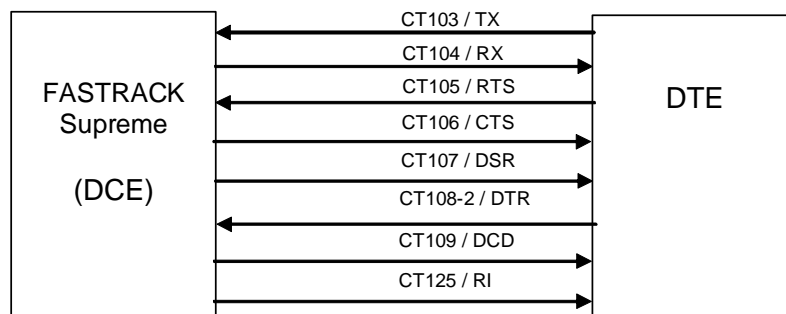 CT103 / TX
CT104 / RX
CT105 / RTS
CT106 / CTS
CT107 / DSR
CT108-2 / DTR
CT109 / DCD
CT125 / RI
FASTRACK
Supreme
(DCE)
DTE